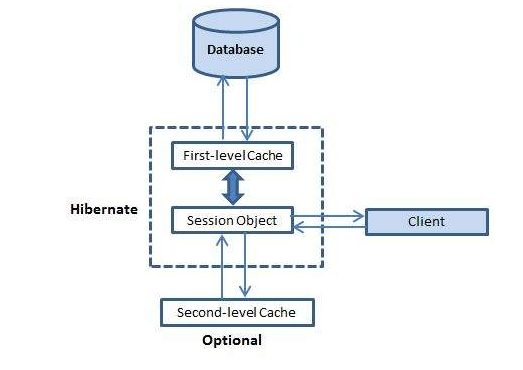 Database
First-level Cache
Hibernate
Session Object
Client
Second-level Cache
Optional